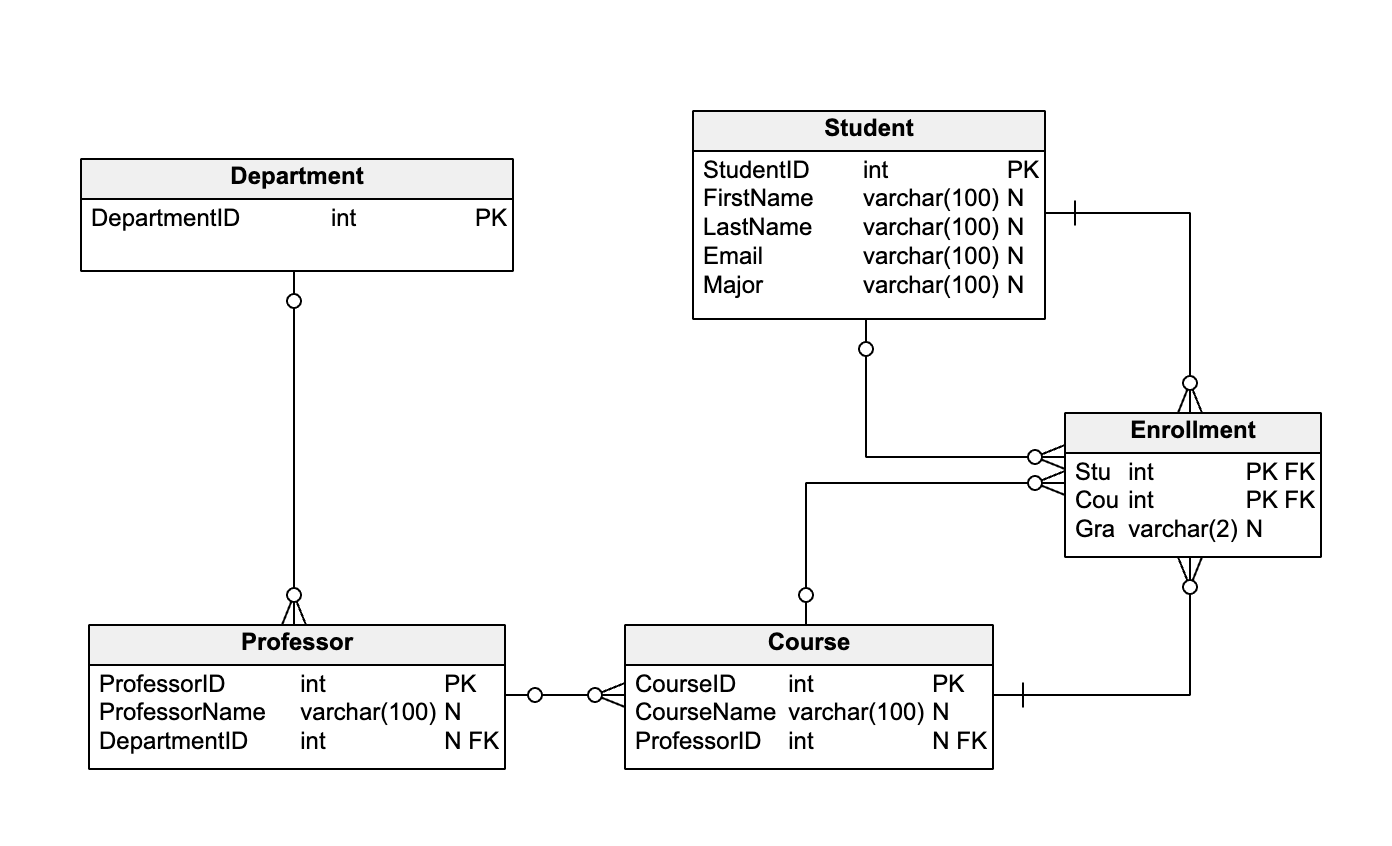 Department
DepartmentID int PK
Student
StudentID int PK
FirstName varchar(100) N
LastName varchar(100) N
Email varchar(100) N
Major varchar(100) N
Enrollment
Stu int PK FK
Cou int PK FK
Gra varchar(2) N
Professor
ProfessorID int PK
ProfessorName varchar(100) N
DepartmentID int N FK
Course
CourseID int PK
CourseName varchar(100) N
ProfessorID int N FK